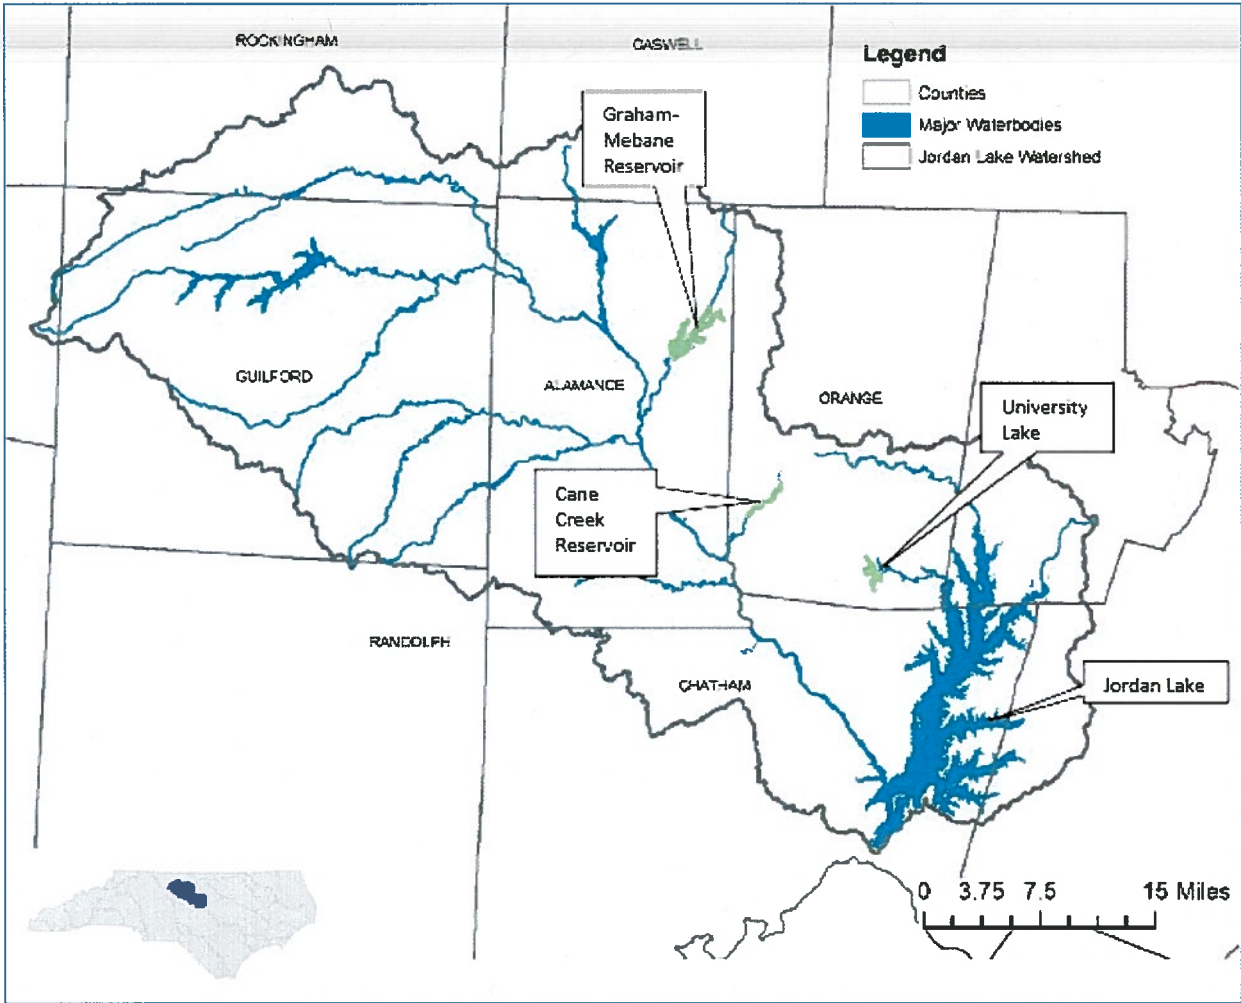 ROCKINGHAM
CASWELL
Legend
Counties
Major Waterbodies
Jordan Lake Watershed
Graham-
Mebane
Reservoir
GUILFORD
ALAMANCE
ORANGE
University
Lake
Cane
Creek
Reservoir
RANDOLPH
CHATHAM
Jordan Lake
0 3.75 7.5 15 Miles